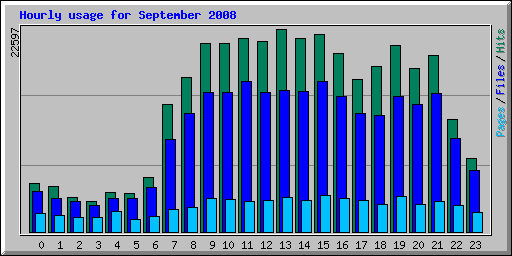 Hourly usage for September 2008
22597
Pages / Files / Hits
0 1 2 3 4 5 6 7 8 9 10 11 12 13 14 15 16 17 18 19 20 21 22 23